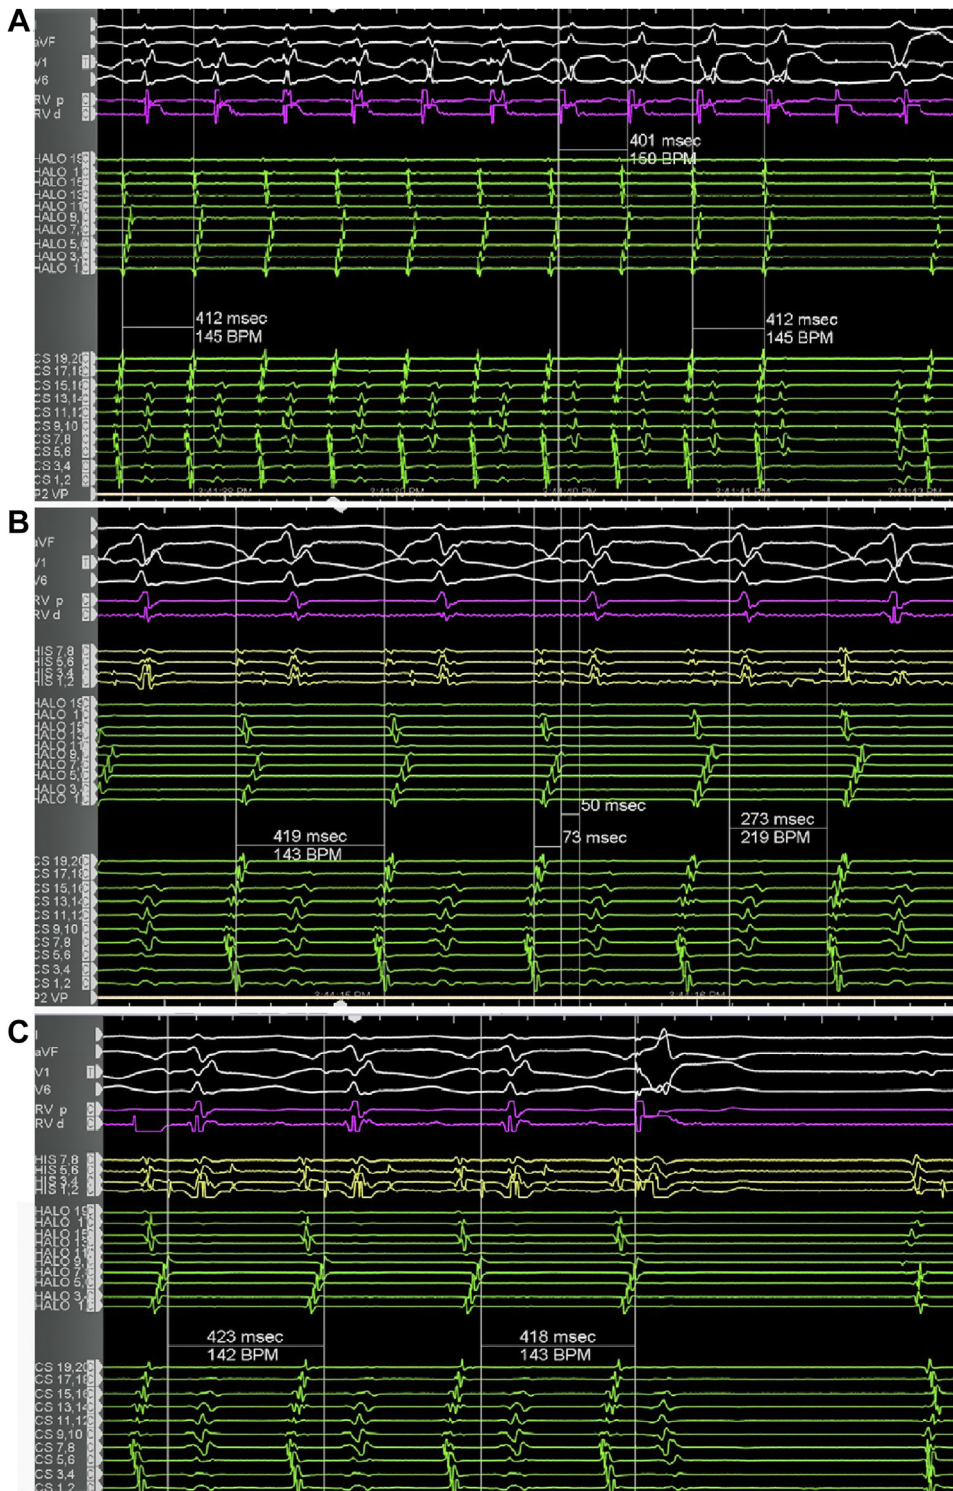 A
aVF
V1
V6
RV p
RV d
401 msec
150 BPM
HALO 19
HALO 1
HALO 15
HALO 13
HALO 11
HALO 9,
HALO 7,
HALO 5,
HALO 3,
HALO 1,
412 msec
145 BPM
412 msec
145 BPM
CS 19,20
CS 17,18
CS 15,16
CS 13,14
CS 11,12
CS 9,10
CS 7,8
CS 5,6
CS 3,4
CS 1,2
P2 VP
B
aVF
V1
V6
RV p
RV d
HIS 7,8
HIS 5,6
HIS 3,4
HIS 1,2
HALO 19
HALO 1
HALO 15
HALO 13
HALO 11
HALO 9,
HALO 7,
HALO 5,
HALO 3,
HALO 1
50 msec
273 msec
219 BPM
419 msec
143 BPM
73 msec
CS 19,20
CS 17,18
CS 15,16
CS 13,14
CS 11,12
CS 9,10
CS 7,8
CS 5,6
CS 3,4
CS 1,2
P2 VP
C
I
aVF
V1
V6
RV p
RV d
HIS 7,8
HIS 5,6
HIS 3,4
HIS 1,2
HALO 19
HALO 1
HALO 15
HALO 13
HALO 11
HALO 9,
HALO 7,
HALO 5,
HALO 3,
HALO 1
423 msec
142 BPM
418 msec
143 BPM
CS 19,20
CS 17,18
CS 15,16
CS 13,14
CS 11,12
CS 9,10
CS 7,8
CS 5,6
CS 3,4
CS 1,2